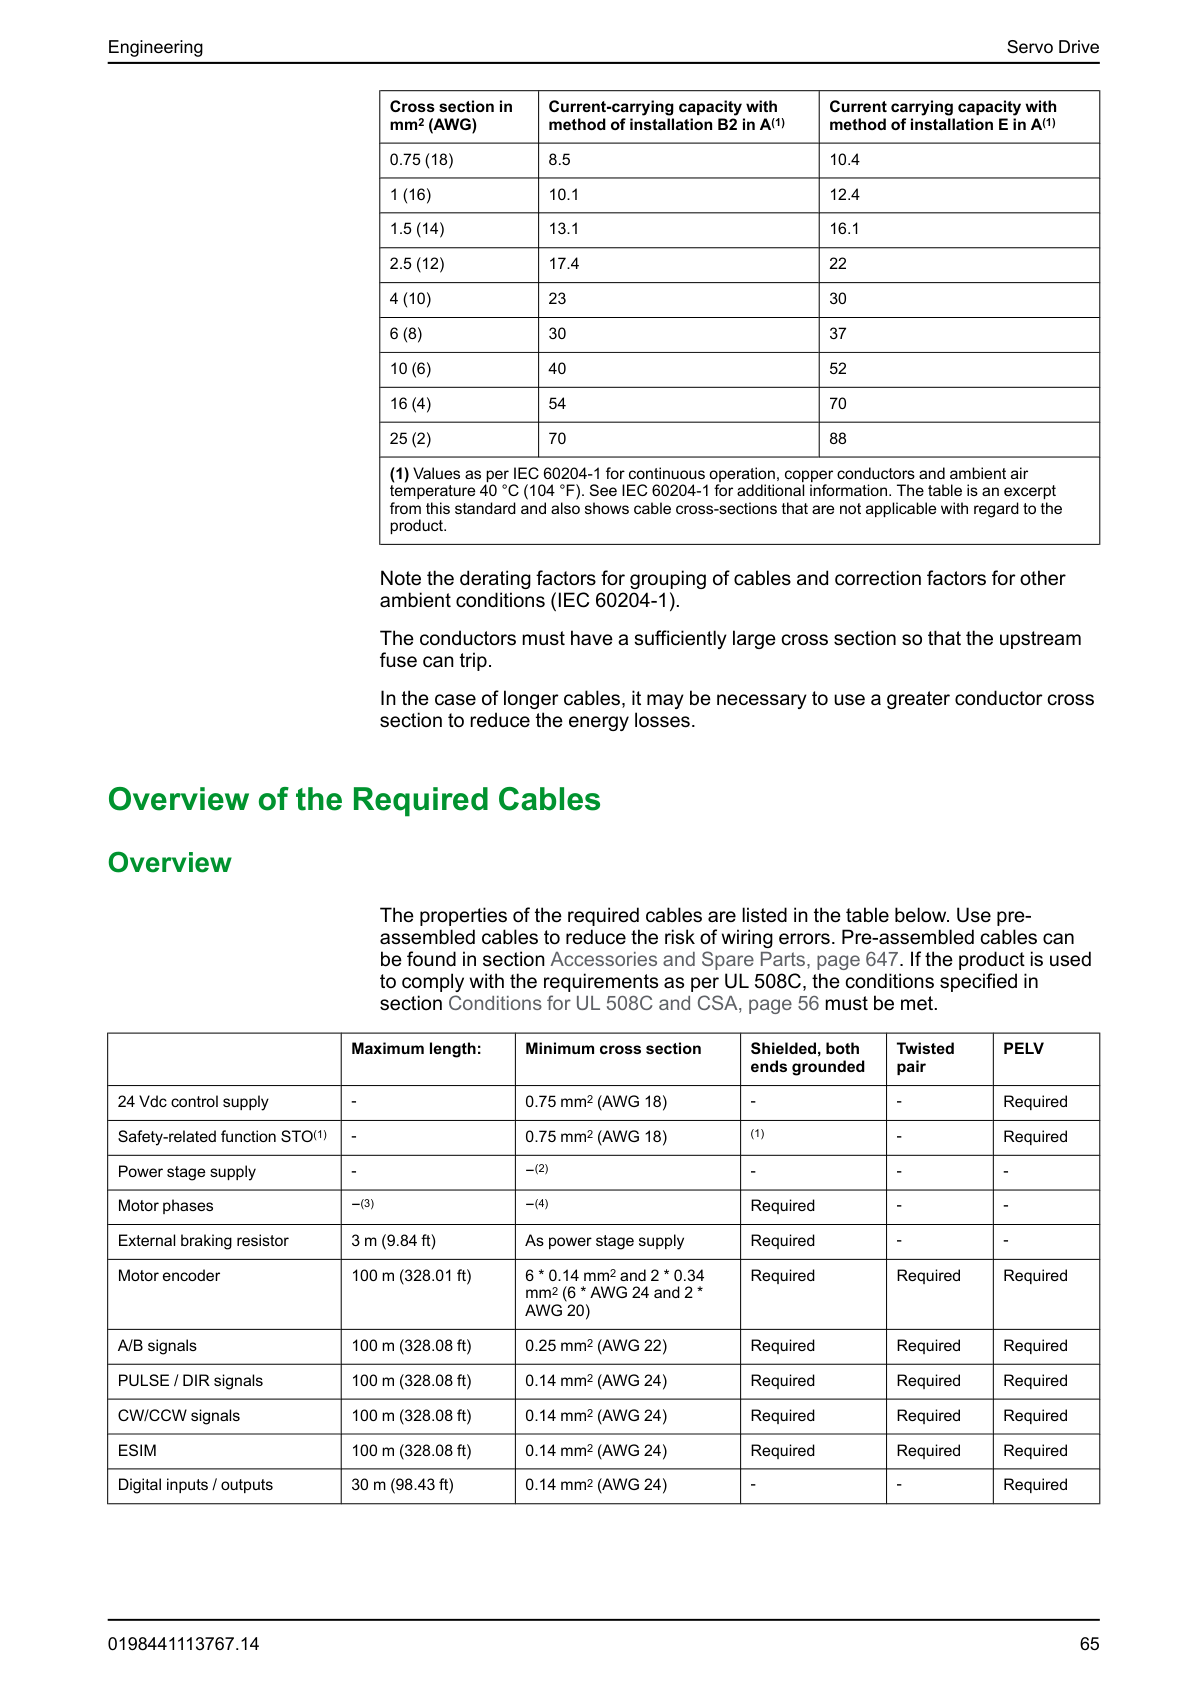 Engineering Servo Drive
Cross section in mm2 (AWG) Current-carrying capacity with method of installation B2 in A(1) Current carrying capacity with method of installation E in A(1)
0.75 (18) 8.5 10.4
1 (16) 10.1 12.4
1.5 (14) 13.1 16.1
2.5 (12) 17.4 22
4 (10) 23 30
6 (8) 30 37
10 (6) 40 52
16 (4) 54 70
25 (2) 70 88
(1) Values as per IEC 60204-1 for continuous operation, copper conductors and ambient air
temperature 40 °C (104 °F). See IEC 60204-1 for additional information. The table is an excerpt
from this standard and also shows cable cross-sections that are not applicable with regard to the
product.
Note the derating factors for grouping of cables and correction factors for other
ambient conditions (IEC 60204-1).
The conductors must have a sufficiently large cross section so that the upstream
fuse can trip.
In the case of longer cables, it may be necessary to use a greater conductor cross
section to reduce the energy losses.
Overview of the Required Cables
Overview
The properties of the required cables are listed in the table below. Use pre-
assembled cables to reduce the risk of wiring errors. Pre-assembled cables can
be found in section Accessories and Spare Parts, page 647. If the product is used
to comply with the requirements as per UL 508C, the conditions specified in
section Conditions for UL 508C and CSA, page 56 must be met.
Maximum length: Minimum cross section Shielded, both ends grounded Twisted pair PELV
24 Vdc control supply - 0.75 mm2 (AWG 18) - - Required
Safety-related function STO(1) - 0.75 mm2 (AWG 18) (1) - Required
Power stage supply - –(2) - - -
Motor phases –(3) –(4) Required - -
External braking resistor 3 m (9.84 ft) As power stage supply Required - -
Motor encoder 100 m (328.01 ft) 6 * 0.14 mm2 and 2 * 0.34 mm2 (6 * AWG 24 and 2 * AWG 20) Required Required Required
A/B signals 100 m (328.08 ft) 0.25 mm2 (AWG 22) Required Required Required
PULSE / DIR signals 100 m (328.08 ft) 0.14 mm2 (AWG 24) Required Required Required
CW/CCW signals 100 m (328.08 ft) 0.14 mm2 (AWG 24) Required Required Required
ESIM 100 m (328.08 ft) 0.14 mm2 (AWG 24) Required Required Required
Digital inputs / outputs 30 m (98.43 ft) 0.14 mm2 (AWG 24) - - Required
0198441113767.14 65